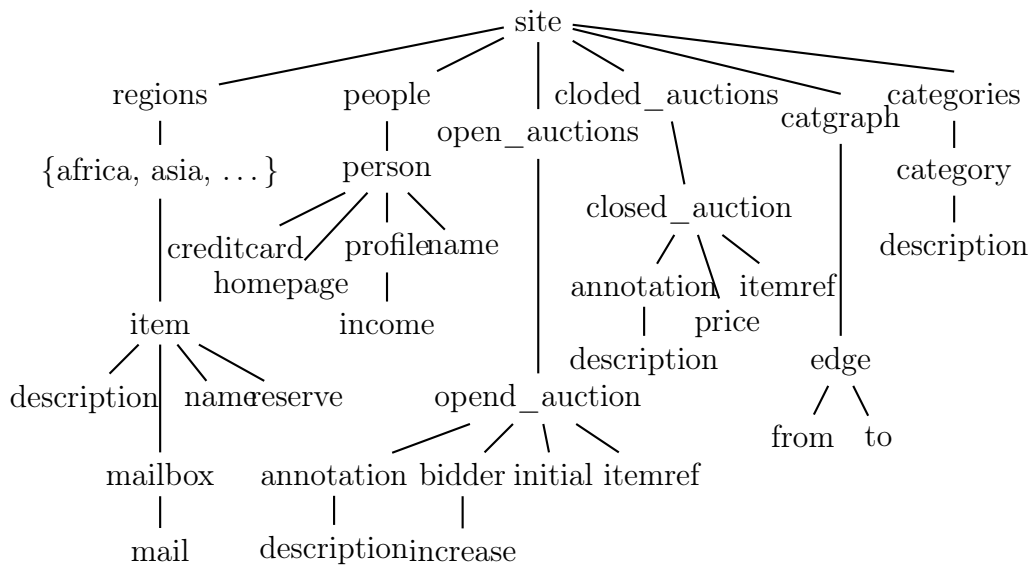 site
regions people cloded_auctions categories
catgraph
open_auctions
{africa, asia, …} person category
closed_auction
creditcard profile name description
homepage annotation itemref
item income price
description edge
description name reserve opend_auction
from to
mailbox annotation bidder initial itemref
mail description increase